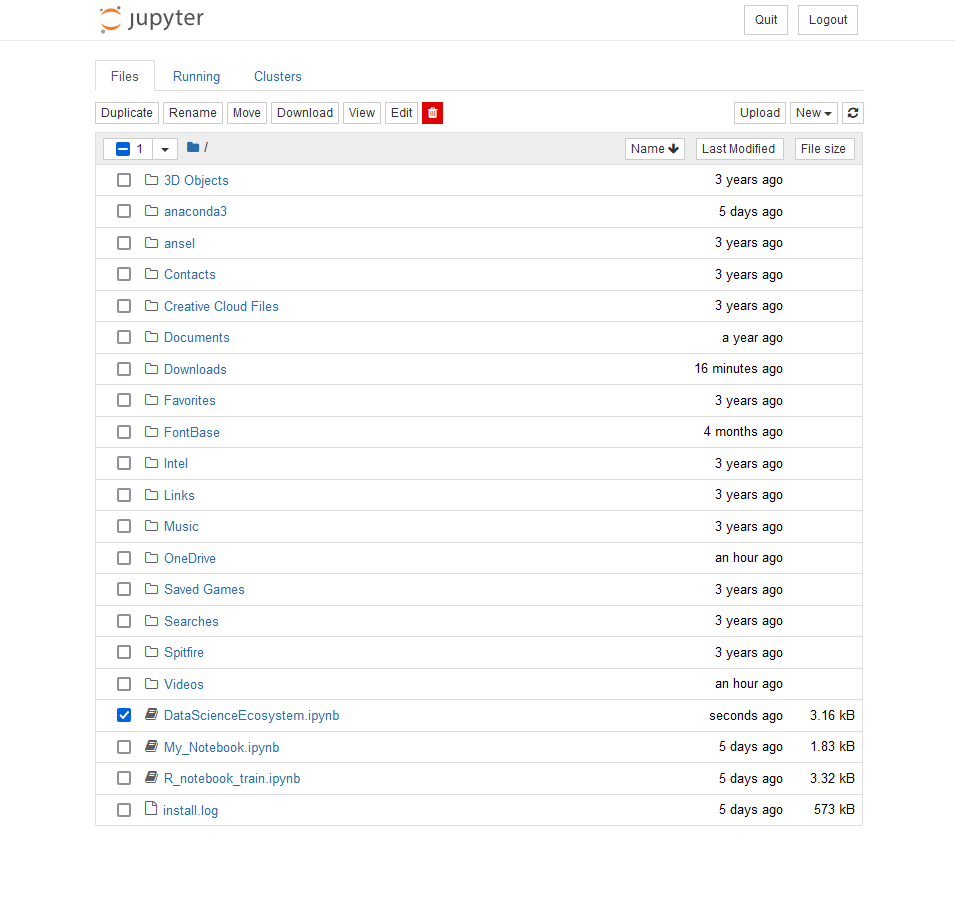 jupyter Quit Logout
Files Running Clusters
Duplicate Rename Move Download View Edit Upload New
1 / Name Last Modified File size
3D Objects 3 years ago
anaconda3 5 days ago
ansel 3 years ago
Contacts 3 years ago
Creative Cloud Files 3 years ago
Documents a year ago
Downloads 16 minutes ago
Favorites 3 years ago
FontBase 4 months ago
Intel 3 years ago
Links 3 years ago
Music 3 years ago
OneDrive an hour ago
Saved Games 3 years ago
Searches 3 years ago
Spitfire 3 years ago
Videos an hour ago
DataScienceEcosystem.ipynb seconds ago 3.16 kB
My_Notebook.ipynb 5 days ago 1.83 kB
R_notebook_train.ipynb 5 days ago 3.32 kB
install.log 5 days ago 573 kB